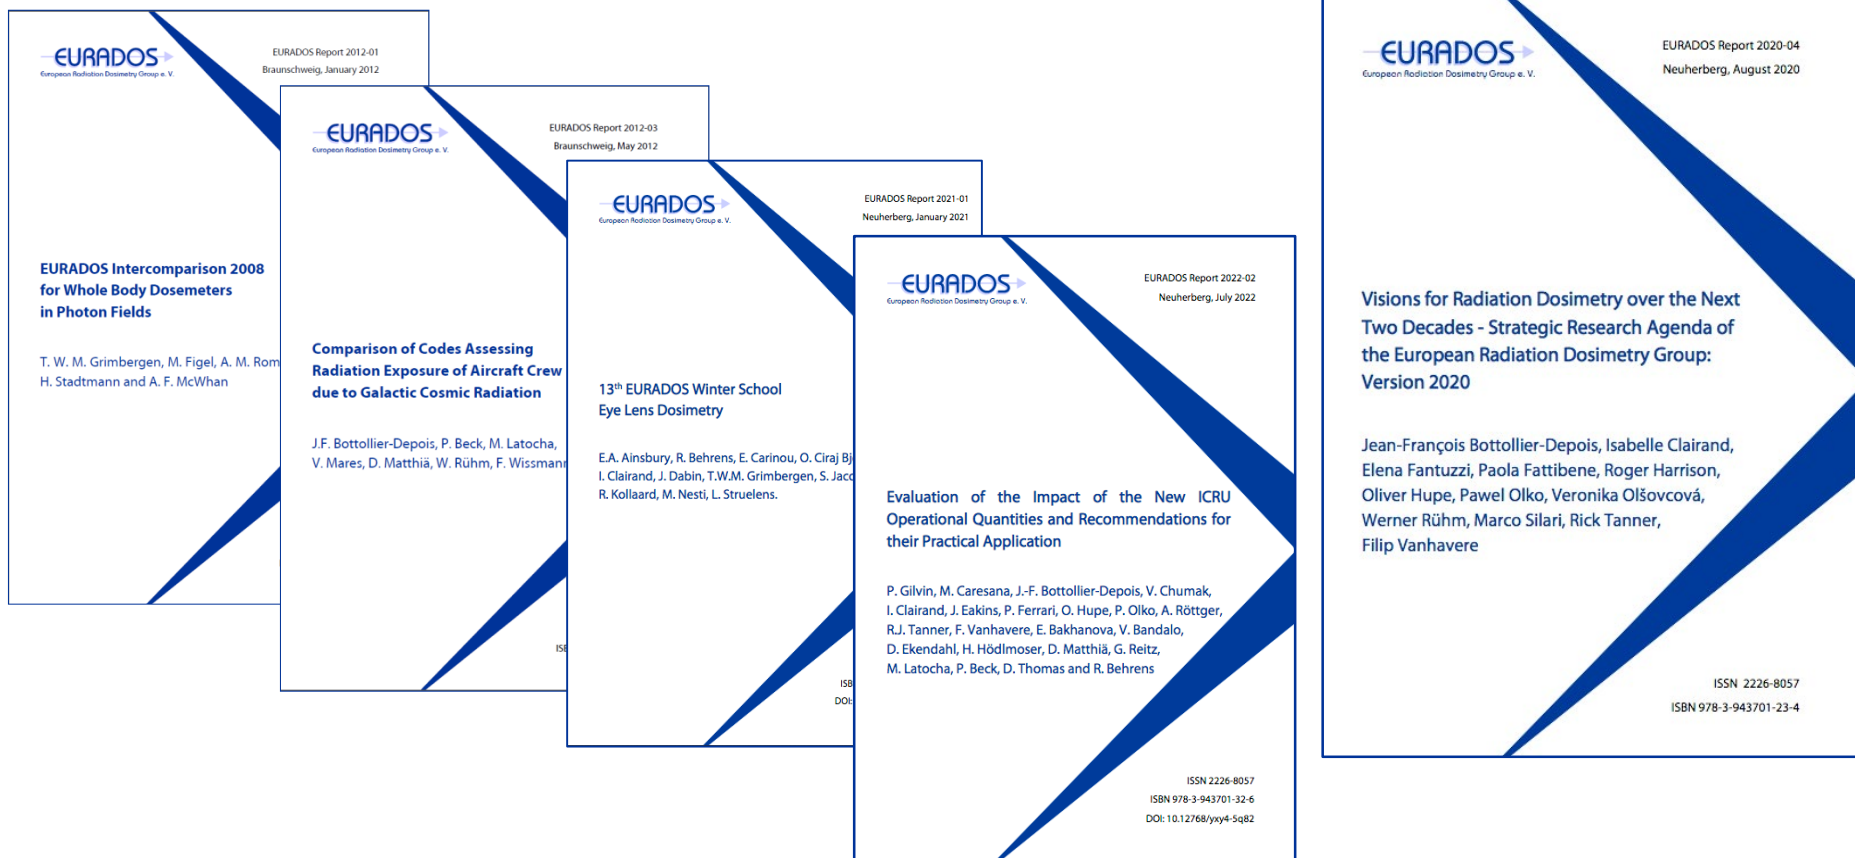 EURADOS
European Radiation Dosimetry Group e. V.
EURADOS Report 2012-01
Braunschweig, January 2012
EURADOS Intercomparison 2008
for Whole Body Dosemeters
in Photon Fields
T. W. M. Grimbergen, M. Figel, A. M. Rom
H. Stadtmann and A. F. McWhan
EURADOS
European Radiation Dosimetry Group e. V.
EURADOS Report 2012-03
Braunschweig, May 2012
Comparison of Codes Assessing
Radiation Exposure of Aircraft Crew
due to Galactic Cosmic Radiation
J.F. Bottollier-Depois, P. Beck, M. Latocha,
V. Mares, D. Matthiä, W. Rühm, F. Wissmann
ISB
EURADOS
European Radiation Dosimetry Group e. V.
EURADOS Report 2021-01
Neuherberg, January 2021
13th EURADOS Winter School
Eye Lens Dosimetry
E.A. Ainsbury, R. Behrens, E. Carinou, O. Ciraj Bj
I. Clairand, J. Dabin, T.W.M. Grimbergen, S. Jaco
R. Kollaard, M. Nesti, L. Struelens.
ISB
DOI:
EURADOS
European Radiation Dosimetry Group e. V.
EURADOS Report 2022-02
Neuherberg, July 2022
Evaluation of the Impact of the New ICRU
Operational Quantities and Recommendations for
their Practical Application
P. Gilvin, M. Caresana, J.-F. Bottollier-Depois, V. Chumak,
I. Clairand, J. Eakins, P. Ferrari, O. Hupe, P. Olko, A. Röttger,
R.J. Tanner, F. Vanhavere, E. Bakhanova, V. Bandalo,
D. Ekendahl, H. Hödlmoser, D. Matthiä, G. Reitz,
M. Latocha, P. Beck, D. Thomas and R. Behrens
ISSN 2226-8057
ISBN 978-3-943701-32-6
DOI: 10.12768/yxy4-5q82
EURADOS
European Radiation Dosimetry Group e. V.
EURADOS Report 2020-04
Neuherberg, August 2020
Visions for Radiation Dosimetry over the Next
Two Decades - Strategic Research Agenda of
the European Radiation Dosimetry Group:
Version 2020
Jean-François Bottollier-Depois, Isabelle Clairand,
Elena Fantuzzi, Paola Fattibene, Roger Harrison,
Oliver Hupe, Pawel Olko, Veronika Olšovcová,
Werner Rühm, Marco Silari, Rick Tanner,
Filip Vanhavere
ISSN 2226-8057
ISBN 978-3-943701-23-4